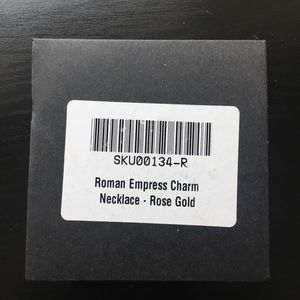 SKU00134-R
Roman Empress Charm
Necklace - Rose Gold